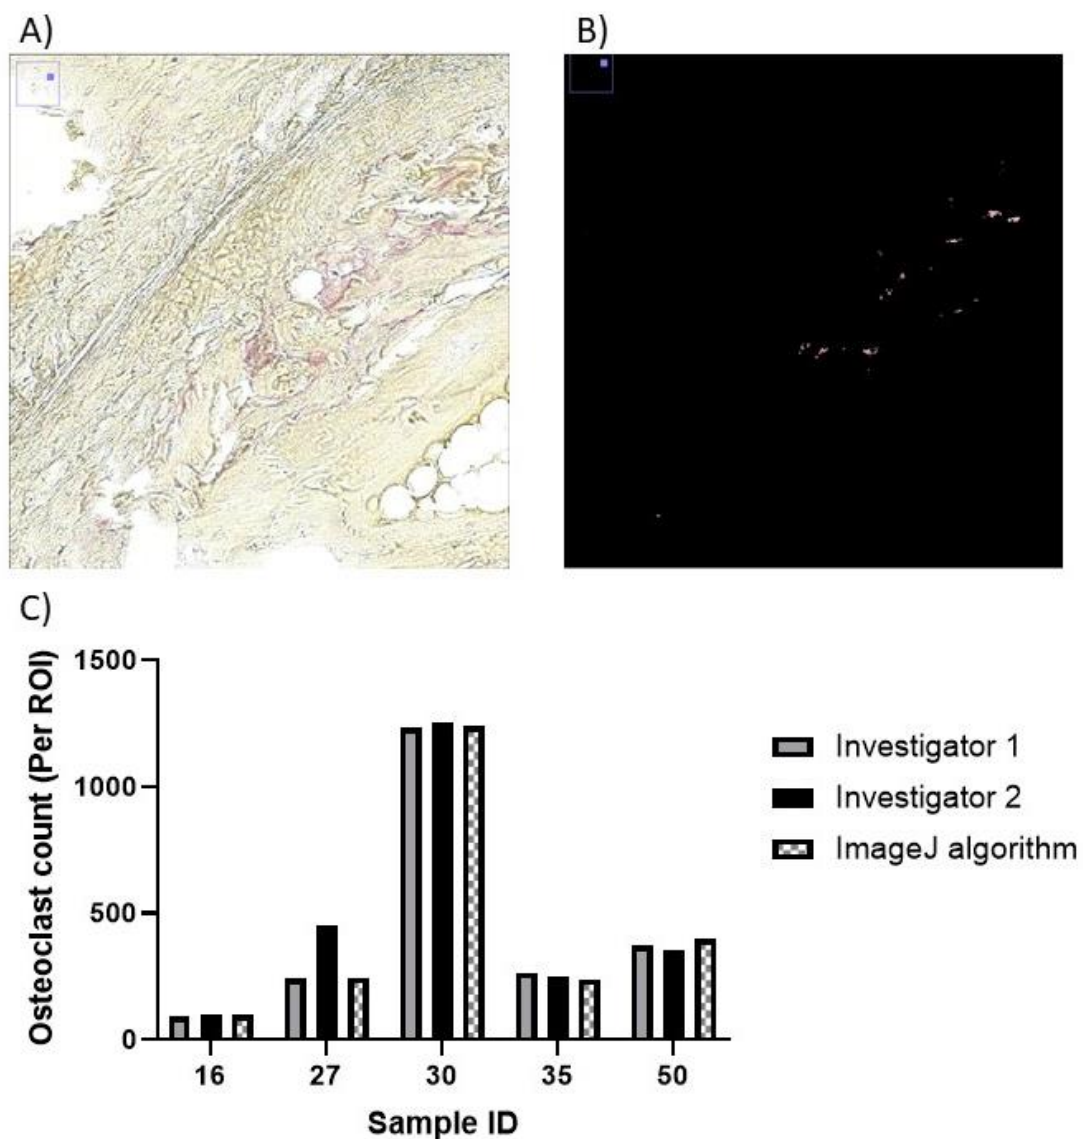 A)
B)
C)
Osteoclast count (Per ROI)
1500
1000
500
0
16 27 30 35 50
Sample ID
Investigator 1
Investigator 2
ImageJ algorithm